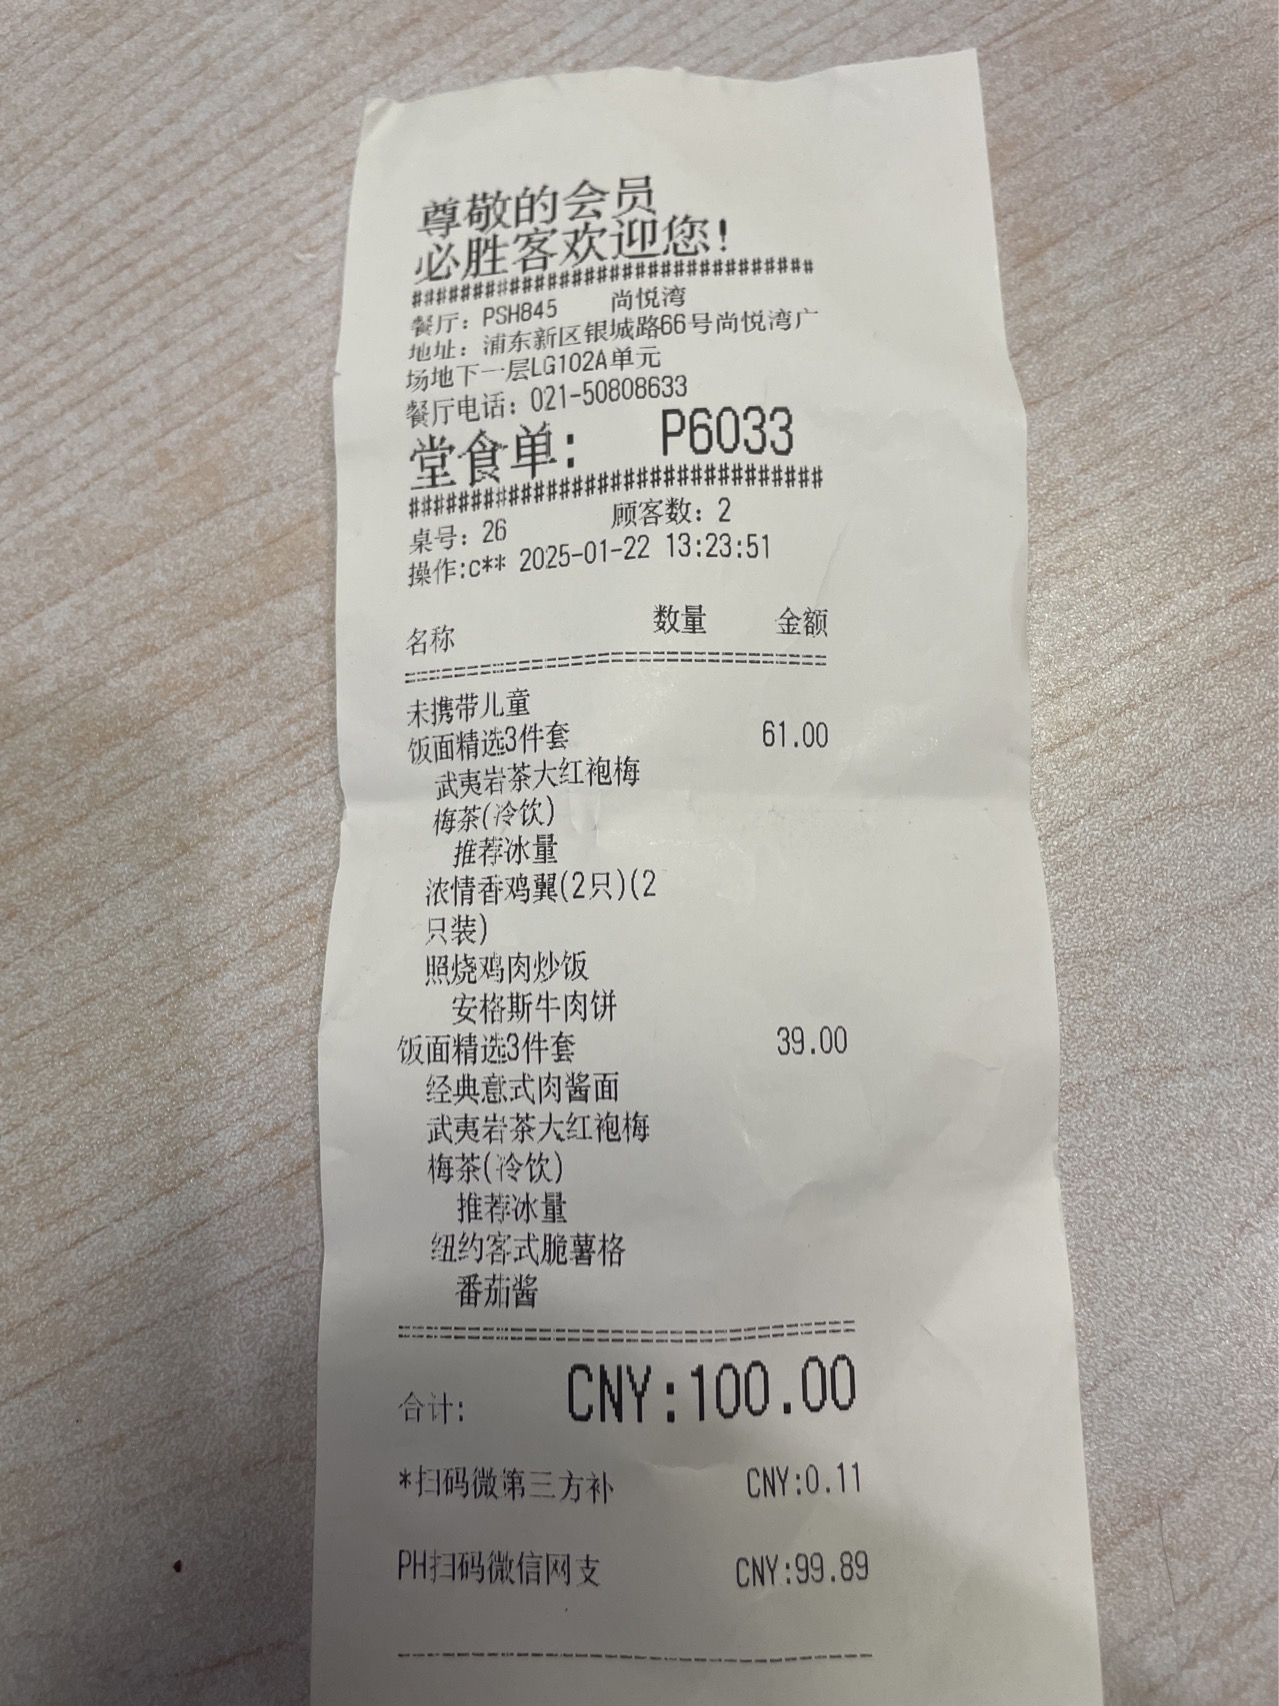 尊敬的会员
必胜客欢迎您!
#################################
餐厅: PSH845 尚悦湾
地址: 浦东新区银城路66号尚悦湾广
场地下一层LG102A单元
餐厅电话: 021-50808633
堂食单: P6033
#################################
桌号: 26 顾客数: 2
操作:c** 2025-01-22 13:23:51
名称 数量 金额
==================================
未携带儿童
饭面精选3件套 61.00
武夷岩茶大红袍梅
梅茶(冷饮)
推荐冰量
浓情香鸡翼(2只)(2
只装)
照烧鸡肉炒饭
安格斯牛肉饼
饭面精选3件套 39.00
经典意式肉酱面
武夷岩茶大红袍梅
梅茶(冷饮)
推荐冰量
纽约客式脆薯格
番茄酱
==================================
合计: CNY:100.00
*扫码微第三方补 CNY:0.11
PH扫码微信网支 CNY:99.89
----------------------------------